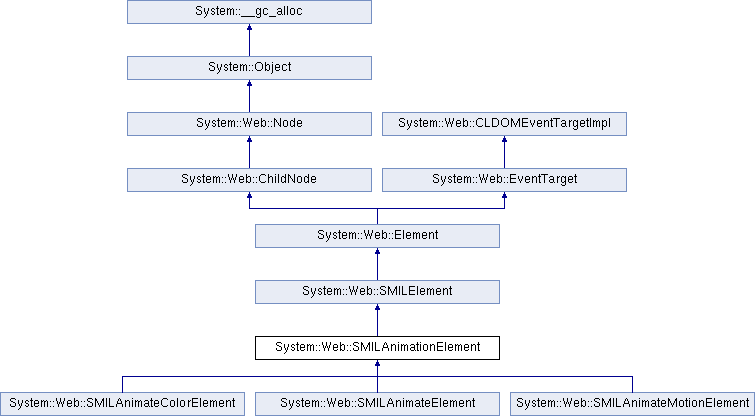 System::__gc_alloc
System::Object
System::Web::Node
System::Web::CLDOMEventTargetImpl
System::Web::ChildNode
System::Web::EventTarget
System::Web::Element
System::Web::SMILElement
System::Web::SMILAnimationElement
System::Web::SMILAnimateColorElement
System::Web::SMILAnimateElement
System::Web::SMILAnimateMotionElement